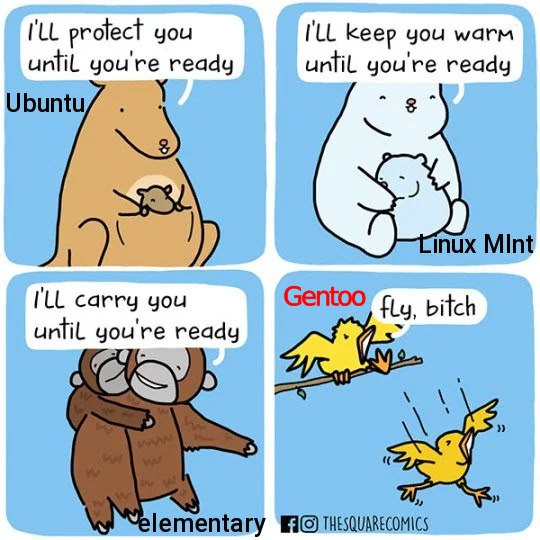 I'll protect you
until you're ready
Ubuntu
I'll keep you warm
until you're ready
Linux MInt
I'll carry you
until you're ready
elementary
Gentoo
fly, bitch
THESQUARECOMICS